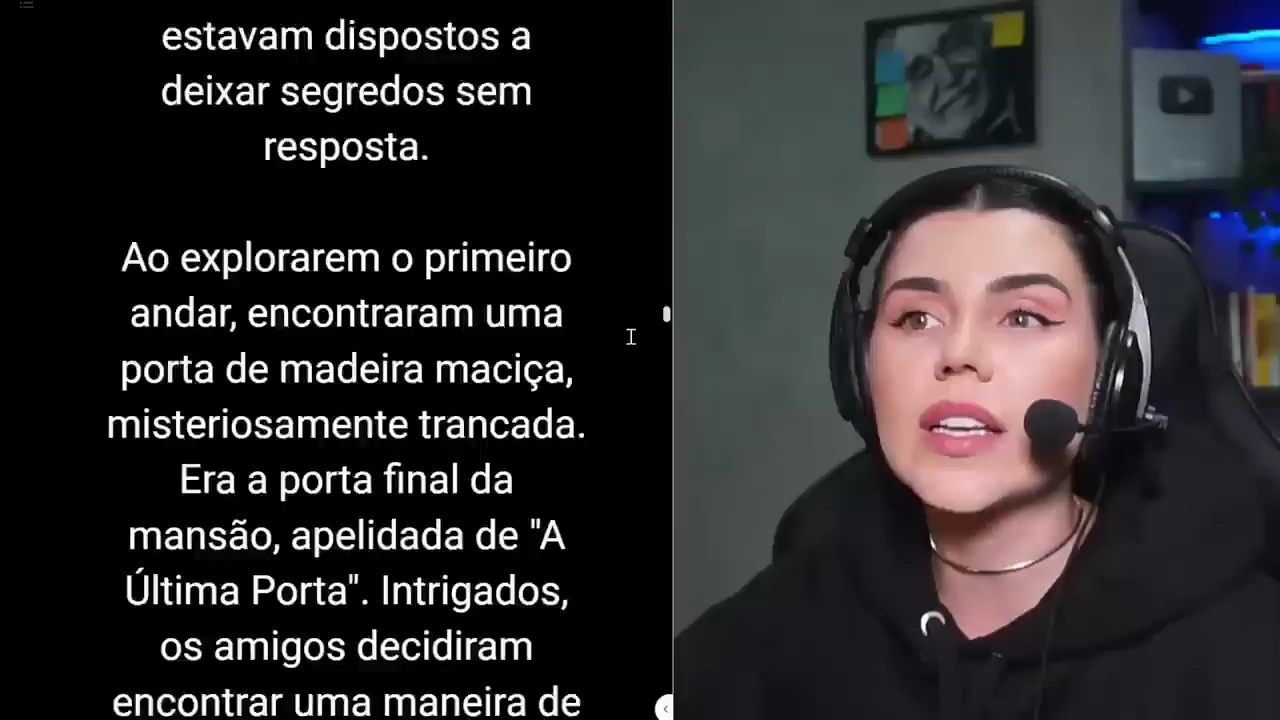 estavam dispostos a
deixar segredos sem
resposta.
Ao explorarem o primeiro
andar, encontraram uma
porta de madeira maciça,
misteriosamente trancada.
Era a porta final da
mansão, apelidada de "A
Última Porta". Intrigados,
os amigos decidiram
encontrar uma maneira de